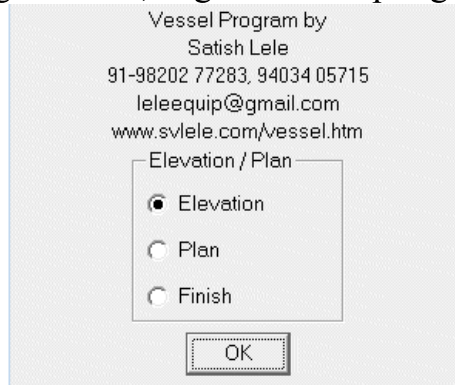 Vessel Program by
Satish Lele
91-98202 77283, 94034 05715
leleequip@gmail.com
www.svlele.com/vessel.htm
Elevation / Plan
Elevation
Plan
Finish
OK